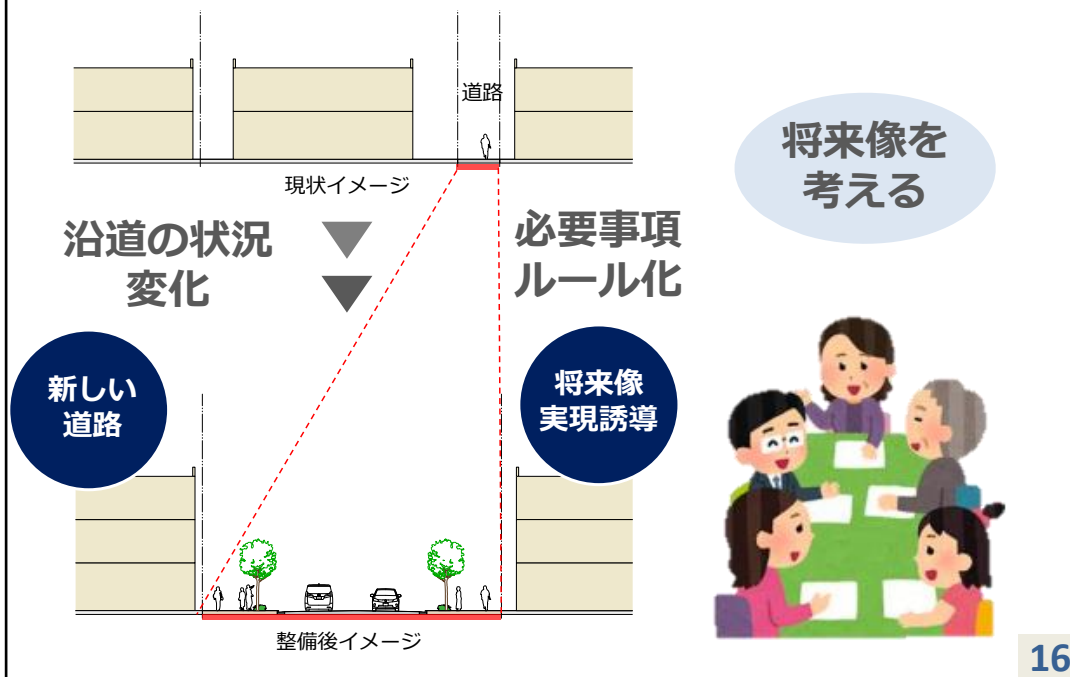 道路
現状イメージ
将来像を
考える
沿道の状況
変化
必要事項
ルール化
新しい
道路
将来像
実現誘導
整備後イメージ
16